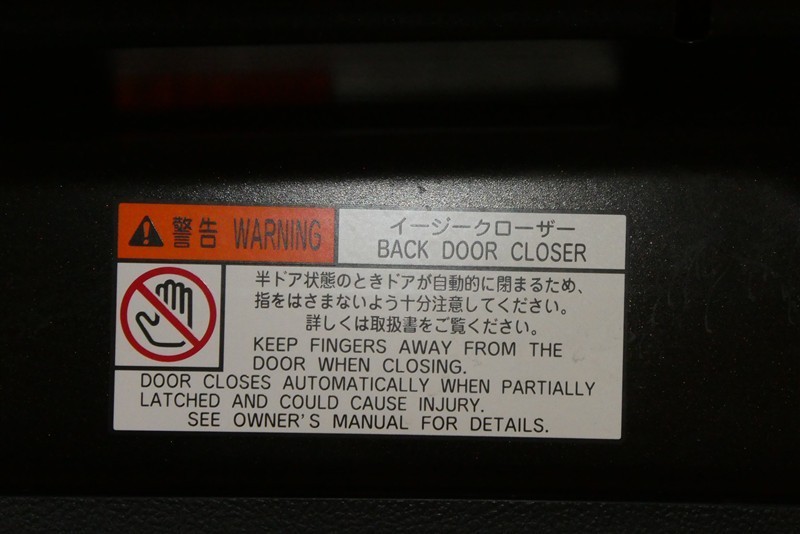 警告 WARNING
イージークローザー
BACK DOOR CLOSER
半ドア状態のときドアが自動的に閉まるため、
指をはさまないよう十分注意してください。
詳しくは取扱書をご覧ください。
KEEP FINGERS AWAY FROM THE
DOOR WHEN CLOSING.
DOOR CLOSES AUTOMATICALLY WHEN PARTIALLY
LATCHED AND COULD CAUSE INJURY.
SEE OWNER'S MANUAL FOR DETAILS.